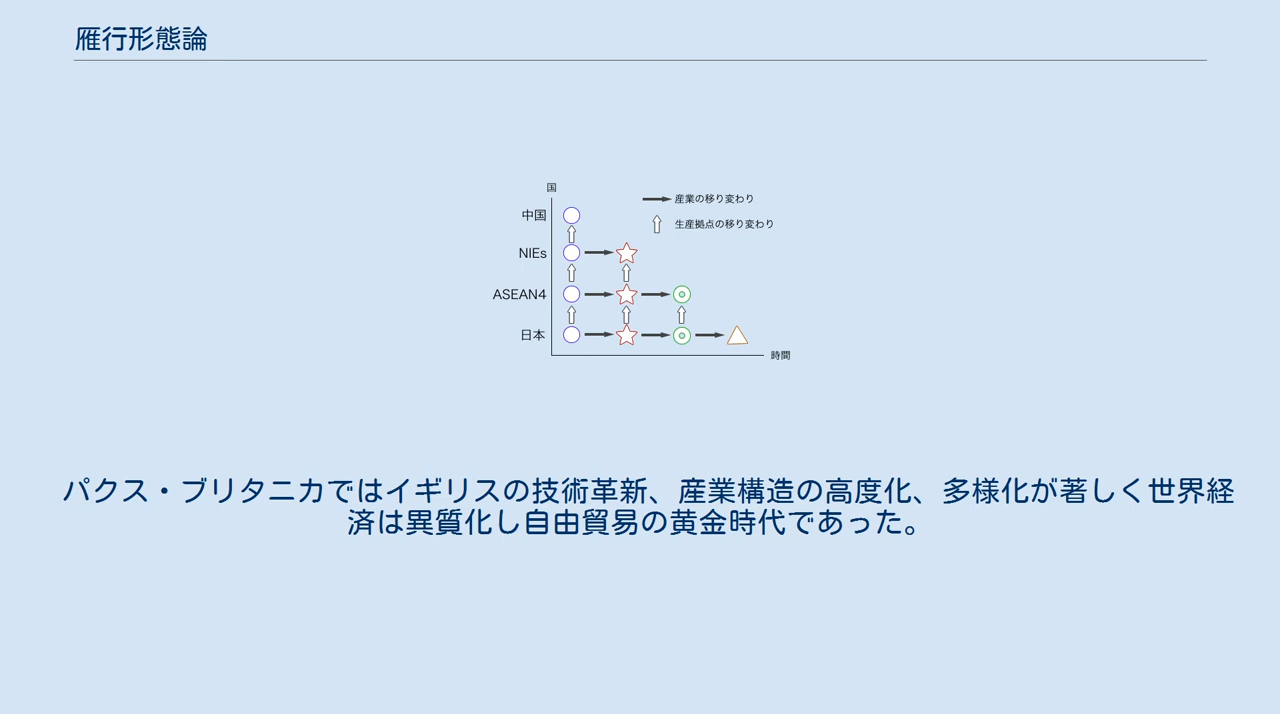 雁行形態論
国
産業の移り変わり
中国
生産拠点の移り変わり
NIEs
ASEAN4
日本
時間
パクス・ブリタニカではイギリスの技術革新、産業構造の高度化、多様化が著しく世界経
済は異質化し自由貿易の黄金時代であった。